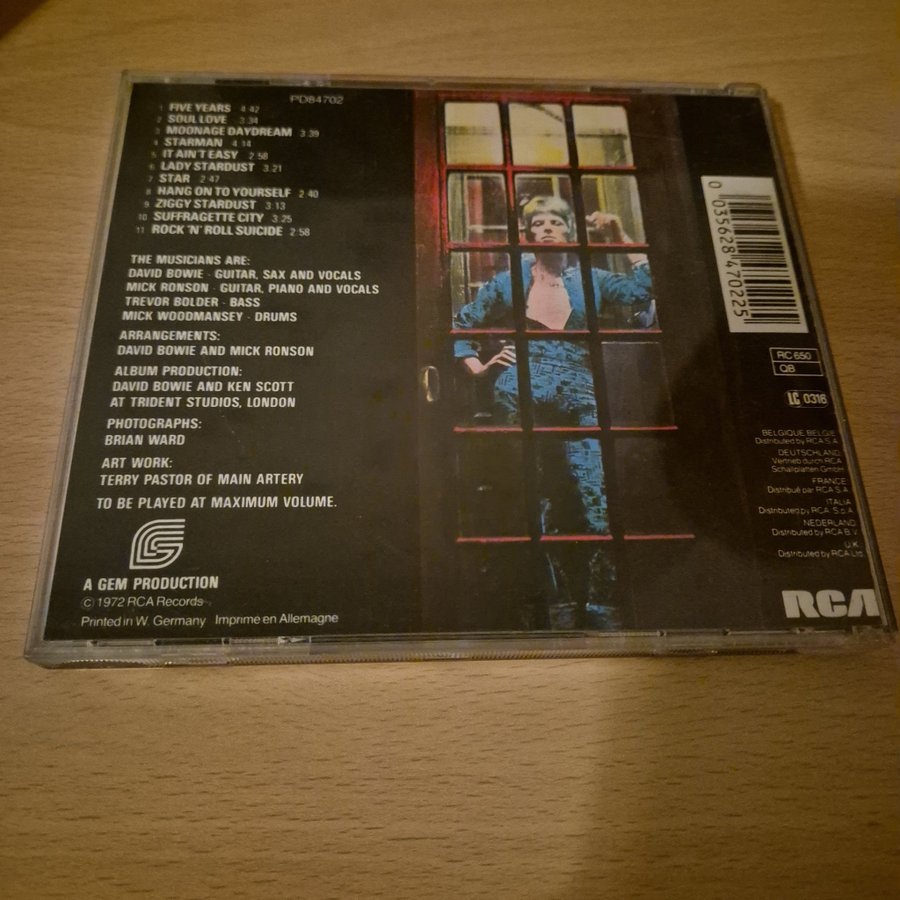 PD84702
1 FIVE YEARS 4:42
2 SOUL LOVE 3:34
3 MOONAGE DAYDREAM 3:39
4 STARMAN 4:14
5 IT AIN'T EASY 2:58
6 LADY STARDUST 3:21
7 STAR 2:47
8 HANG ON TO YOURSELF 2:40
9 ZIGGY STARDUST 3:13
10 SUFFRAGETTE CITY 3:25
11 ROCK 'N' ROLL SUICIDE 2:58
THE MUSICIANS ARE:
DAVID BOWIE · GUITAR, SAX AND VOCALS
MICK RONSON · GUITAR, PIANO AND VOCALS
TREVOR BOLDER · BASS
MICK WOODMANSEY · DRUMS
ARRANGEMENTS:
DAVID BOWIE AND MICK RONSON
ALBUM PRODUCTION:
DAVID BOWIE AND KEN SCOTT
AT TRIDENT STUDIOS, LONDON
PHOTOGRAPHS:
BRIAN WARD
ART WORK:
TERRY PASTOR OF MAIN ARTERY
TO BE PLAYED AT MAXIMUM VOLUME.
A GEM PRODUCTION
© 1972 RCA Records
Printed in W. Germany Imprimé en Allemagne
0 035628 470225
RC 650
QB
LC 0316
BELGIQUE BELGIE
Distributed by RCA S.A.
DEUTSCHLAND
Vertrieb durch RCA
Schallplatten GmbH
FRANCE
Distribué par RCA S.A.
ITALIA
Distributed by RCA S.p.A.
NEDERLAND
Distributed by RCA B.V.
U.K.
Distributed by RCA Ltd.
RCA